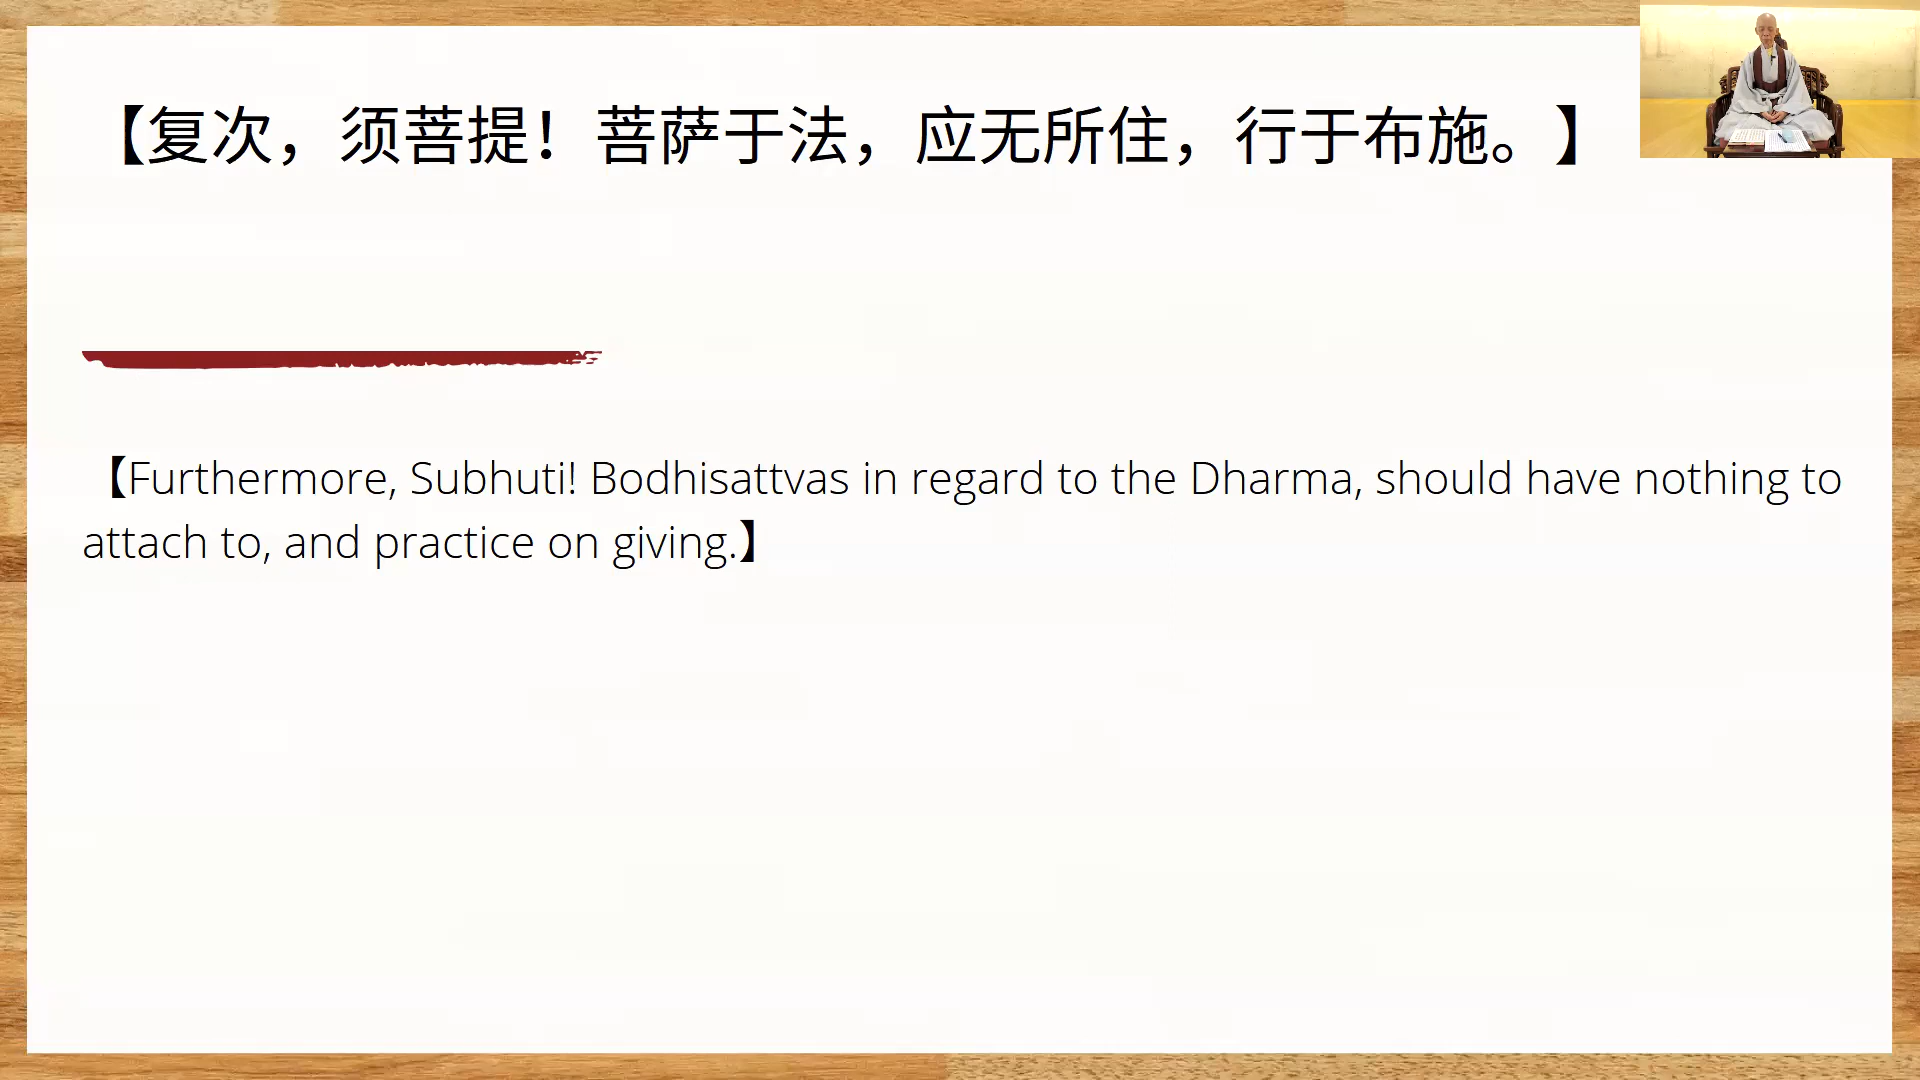 【复次，须菩提！菩萨于法，应无所住，行于布施。】
【Furthermore, Subhuti! Bodhisattvas in regard to the Dharma, should have nothing to
attach to, and practice on giving.】